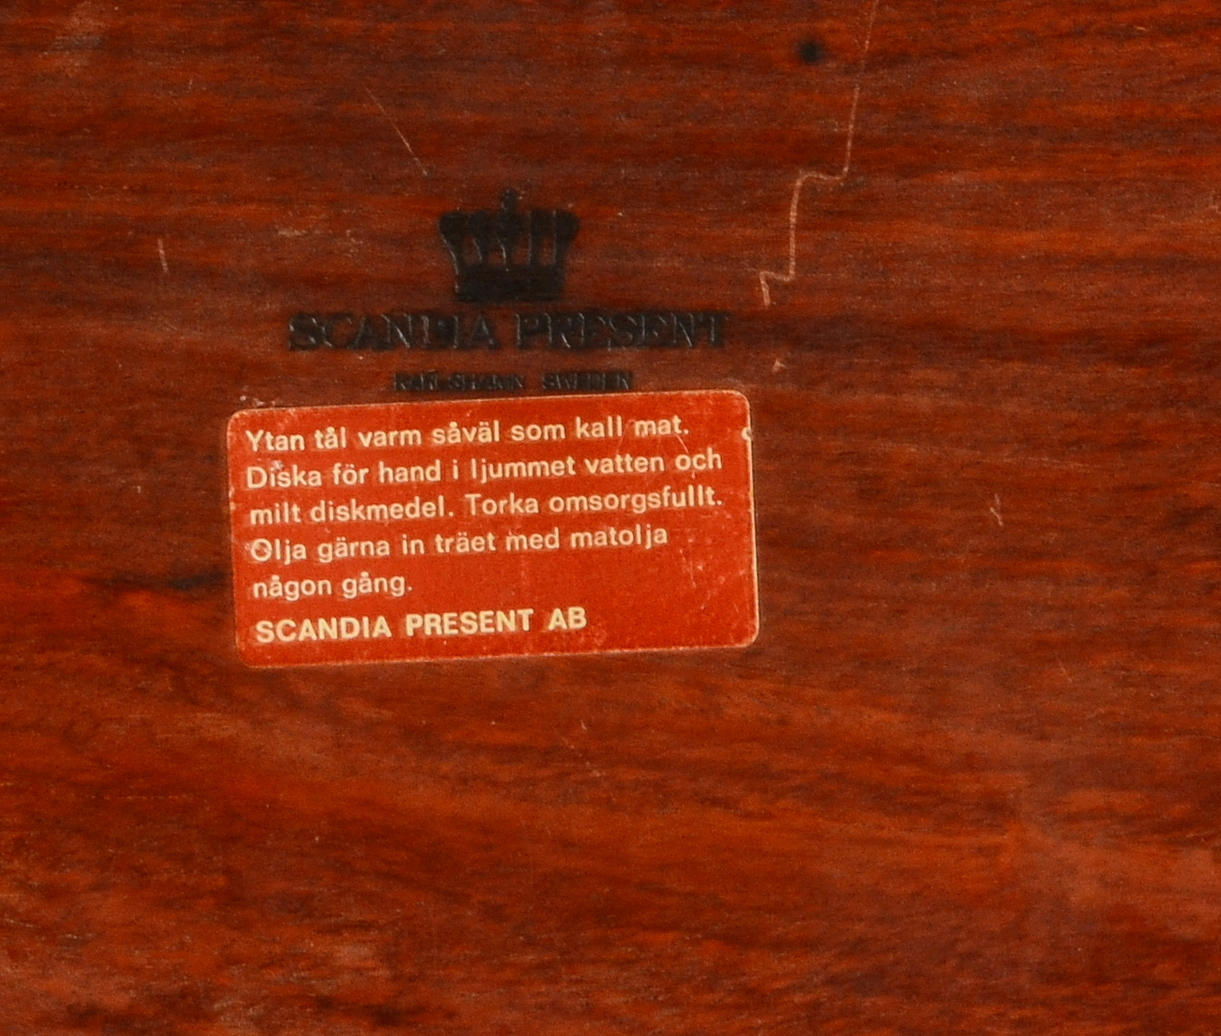 SCANDIA PRESENT
SWEDEN
Ytan tål varm såväl som kall mat.
Diska för hand i ljummet vatten och
milt diskmedel. Torka omsorgsfullt.
Olja gärna in träet med matolja
någon gång.
SCANDIA PRESENT AB